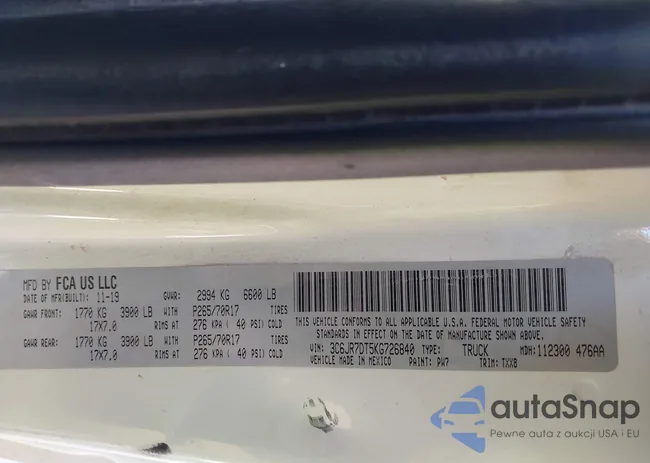 MFD BY FCA US LLC
DATE OF MFR(BUILT): 11-19 GVWR: 2994 KG 6600 LB
GAWR FRONT: 1770 KG 3900 LB WITH P265/70R17 TIRES
17X7.0 RIMS AT 276 KPA ( 40 PSI) COLD
GAWR REAR: 1770 KG 3900 LB WITH P265/70R17 TIRES
17X7.0 RIMS AT 276 KPA ( 40 PSI) COLD
THIS VEHICLE CONFORMS TO ALL APPLICABLE U.S.A. FEDERAL MOTOR VEHICLE SAFETY
STANDARDS IN EFFECT ON THE DATE OF MANUFACTURE SHOWN ABOVE.
VIN: 3C6JR7DT5KG726840 TYPE: TRUCK MDH: 112300 476AA
VEHICLE MADE IN MEXICO PAINT: PW7 TRIM: TXX8
autoSnap
Pewne auta z aukcji USA i EU